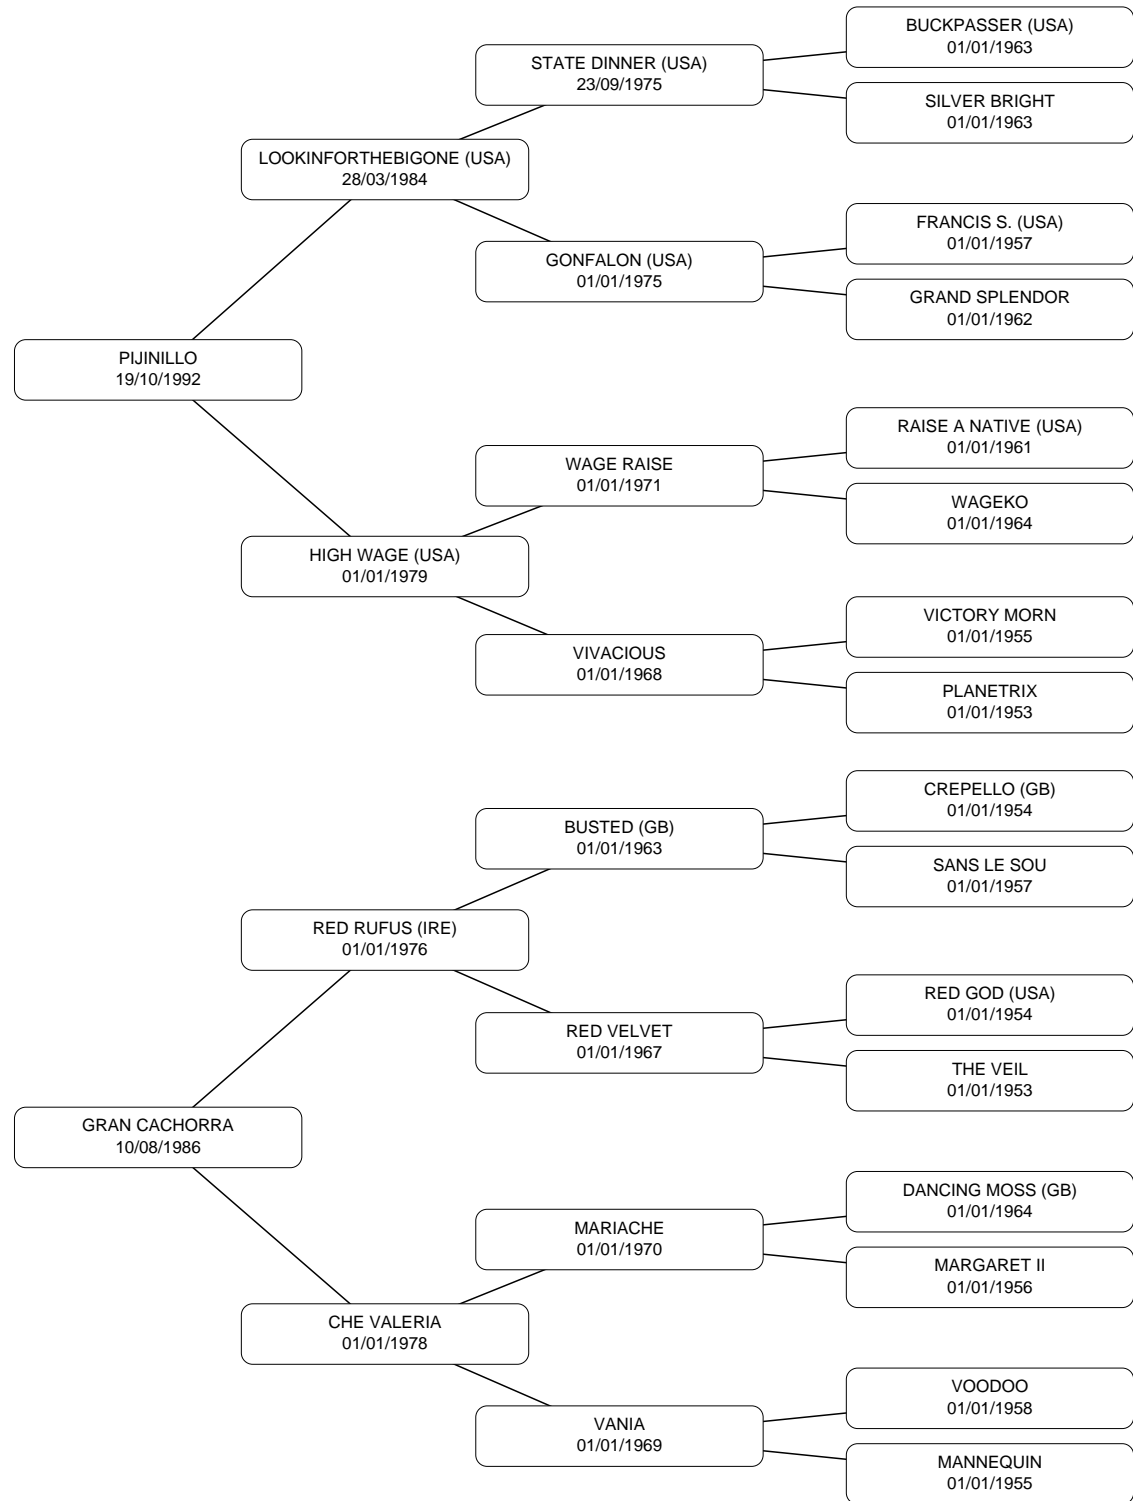 BUCKPASSER (USA)
01/01/1963
STATE DINNER (USA)
23/09/1975
SILVER BRIGHT
01/01/1963
LOOKINFORTHEBIGONE (USA)
28/03/1984
FRANCIS S. (USA)
01/01/1957
GONFALON (USA)
01/01/1975
GRAND SPLENDOR
01/01/1962
PIJINILLO
19/10/1992
RAISE A NATIVE (USA)
01/01/1961
WAGE RAISE
01/01/1971
WAGEKO
01/01/1964
HIGH WAGE (USA)
01/01/1979
VICTORY MORN
01/01/1955
VIVACIOUS
01/01/1968
PLANETRIX
01/01/1953
CREPELLO (GB)
01/01/1954
BUSTED (GB)
01/01/1963
SANS LE SOU
01/01/1957
RED RUFUS (IRE)
01/01/1976
RED GOD (USA)
01/01/1954
RED VELVET
01/01/1967
THE VEIL
01/01/1953
GRAN CACHORRA
10/08/1986
DANCING MOSS (GB)
01/01/1964
MARIACHE
01/01/1970
MARGARET II
01/01/1956
CHE VALERIA
01/01/1978
VOODOO
01/01/1958
VANIA
01/01/1969
MANNEQUIN
01/01/1955